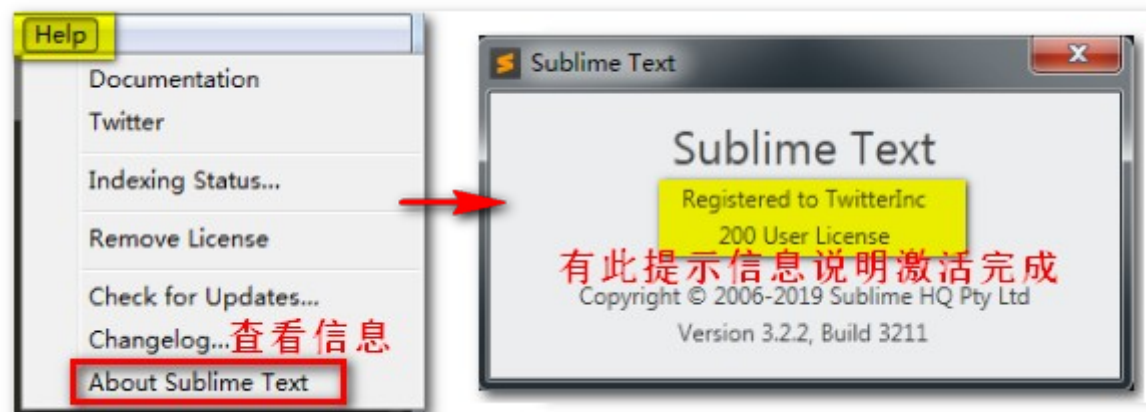 Help
Documentation
Twitter
Indexing Status...
Remove License
Check for Updates...
Changelog...查看信息
About Sublime Text
Sublime Text
Sublime Text
Registered to TwitterInc
200 User License
有此提示信息说明激活完成
Copyright © 2006-2019 Sublime HQ Pty Ltd
Version 3.2.2, Build 3211